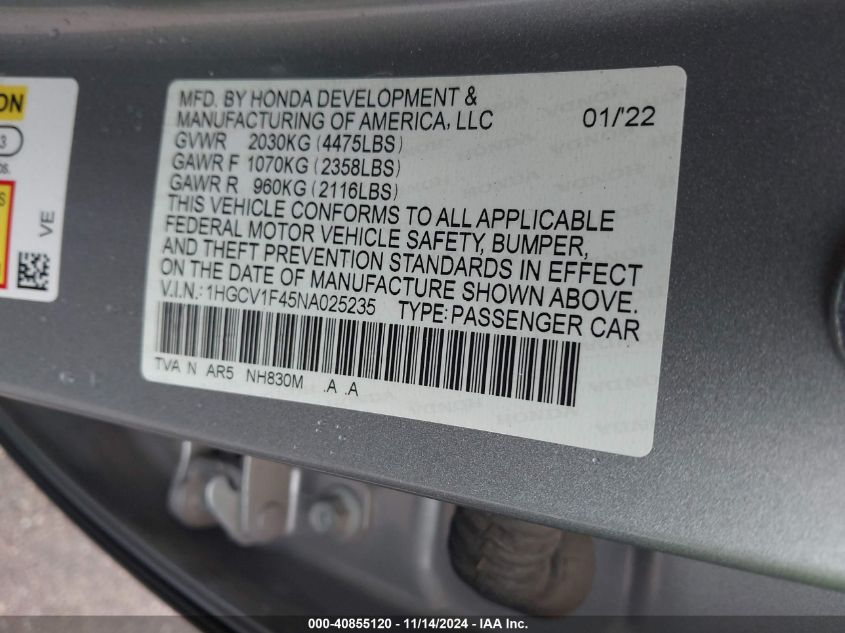 MFD. BY HONDA DEVELOPMENT &
MANUFACTURING OF AMERICA, LLC 01/'22
GVWR 2030KG (4475LBS)
GAWR F 1070KG (2358LBS)
GAWR R 960KG (2116LBS)
THIS VEHICLE CONFORMS TO ALL APPLICABLE
FEDERAL MOTOR VEHICLE SAFETY, BUMPER,
AND THEFT PREVENTION STANDARDS IN EFFECT
ON THE DATE OF MANUFACTURE SHOWN ABOVE.
V.I.N.: 1HGCV1F45NA025235 TYPE: PASSENGER CAR
TVA N AR5 NH830M .A .A
VE
000-40855120 - 11/14/2024 - IAA Inc.